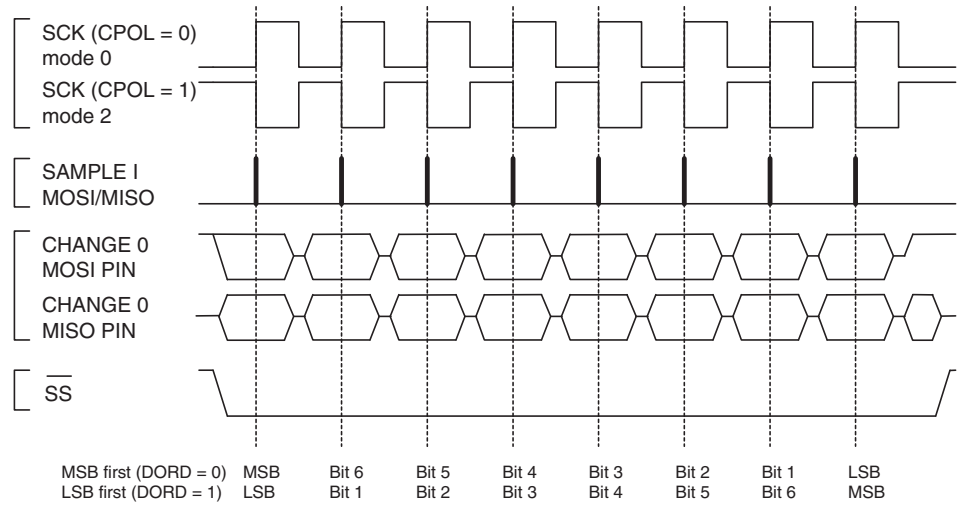 SCK (CPOL = 0)
mode 0
SCK (CPOL = 1)
mode 2
SAMPLE I
MOSI/MISO
CHANGE 0
MOSI PIN
CHANGE 0
MISO PIN
SS
MSB first (DORD = 0) MSB Bit 6 Bit 5 Bit 4 Bit 3 Bit 2 Bit 1 LSB
LSB first (DORD = 1) LSB Bit 1 Bit 2 Bit 3 Bit 4 Bit 5 Bit 6 MSB